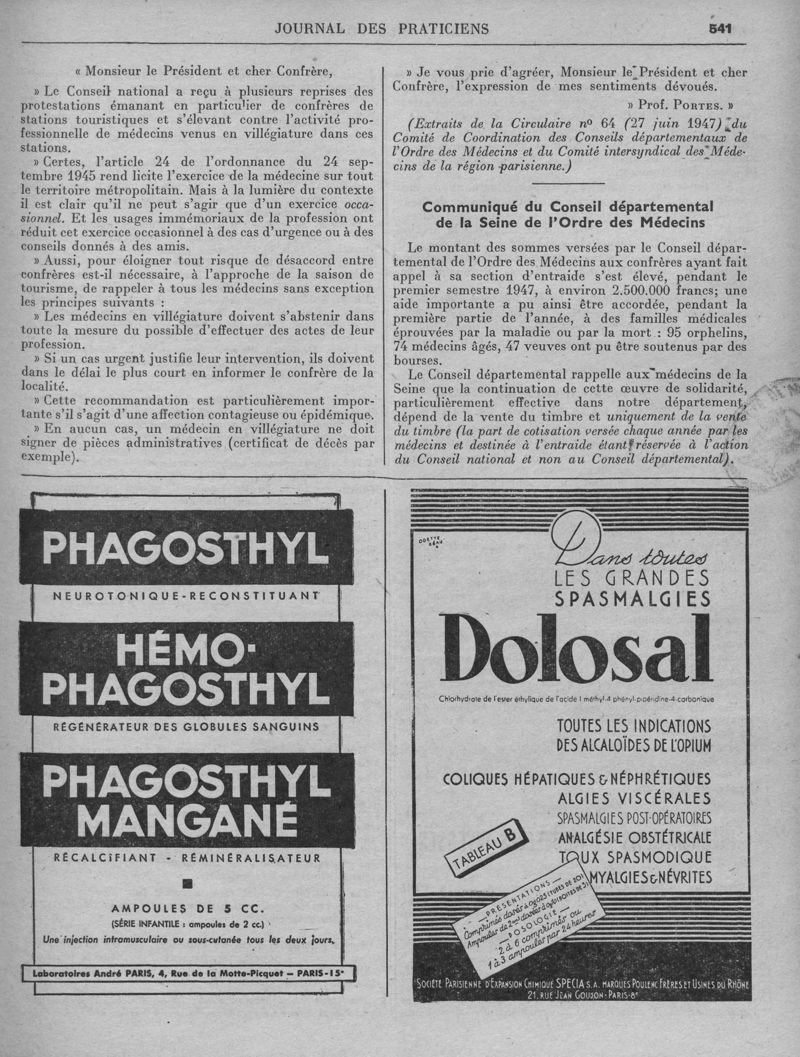 JOURNAL DES PRATICIENS
541
« Monsieur le Président et cher Confrère,
» Le Conseil national a reçu à plusieurs reprises des
protestations émanant en particulier de confrères de
stations touristiques et s'élevant contre l'activité pro-
fessionnelle de médecins venus en villégiature dans ces
stations.
» Certes, l'article 24 de l'ordonnance du 24 sep-
tembre 1945 rend licite l'exercice de la médecine sur tout
le territoire métropolitain. Mais à la lumière du contexte
il est clair qu'il ne peut s'agir que d'un exercice occa-
sionnel. Et les usages immémoriaux de la profession ont
réduit cet exercice occasionnel à des cas d'urgence ou à des
conseils donnés à des amis.
» Aussi, pour éloigner tout risque de désaccord entre
confrères est-il nécessaire, à l'approche de la saison de
tourisme, de rappeler à tous les médecins sans exception
les principes suivants :
» Les médecins en villégiature doivent s'abstenir dans
toute la mesure du possible d'effectuer des actes de leur
profession.
» Si un cas urgent justifie leur intervention, ils doivent
dans le délai le plus court en informer le confrère de la
localité.
» Cette recommandation est particulièrement impor-
tante s'il s'agit d'une affection contagieuse ou épidémique.
» En aucun cas, un médecin en villégiature ne doit
signer de pièces administratives (certificat de décès par
exemple).
» Je vous prie d'agréer, Monsieur le Président et cher
Confrère, l'expression de mes sentiments dévoués.
» Prof. PORTES. »
(Extraits de la Circulaire nº 64 (27 juin 1947) du
Comité de Coordination des Conseils départementaux de
l'Ordre des Médecins et du Comité intersyndical des Méde-
cins de la région parisienne.)
Communiqué du Conseil départemental
de la Seine de l'Ordre des Médecins
Le montant des sommes versées par le Conseil dépar-
temental de l'Ordre des Médecins aux confrères ayant fait
appel à sa section d'entraide s'est élevé, pendant le
premier semestre 1947, à environ 2.500.000 francs; une
aide importante a pu ainsi être accordée, pendant la
première partie de l'année, à des familles médicales
éprouvées par la maladie ou par la mort : 95 orphelins,
74 médecins âgés, 47 veuves ont pu être soutenus par des
bourses.
Le Conseil départemental rappelle aux médecins de la
Seine que la continuation de cette œuvre de solidarité,
particulièrement effective dans notre département,
dépend de la vente du timbre et uniquement de la vente
du timbre (la part de cotisation versée chaque année par les
médecins et destinée à l'entraide étant réservée à l'action
du Conseil national et non au Conseil départemental).
PHAGOSTHYL
NEUROTONIQUE-RECONSTITUANT
HÉMO-
PHAGOSTHYL
RÉGÉNÉRATEUR DES GLOBULES SANGUINS
PHAGOSTHYL
MANGANÉ
RÉCALCIFIANT - RÉMINÉRALISATEUR
AMPOULES DE 5 CC.
(SÉRIE INFANTILE : ampoules de 2 cc.)
Une injection intramusculaire ou sous-cutanée tous les deux jours.
Laboratoires André PARIS, 4, Rue de la Motte-Picquet – PARIS-15ᵉ
Dans toutes
LES GRANDES
SPASMALGIES
Dolosal
Chlorhydrate de l'ester éthylique de l'acide 1 méthyl-4 phényl-pipéridine-4-carbonique
TOUTES LES INDICATIONS
DES ALCALOÏDES DE L'OPIUM
COLIQUES HÉPATIQUES & NÉPHRÉTIQUES
ALGIES VISCÉRALES
SPASMALGIES POST-OPÉRATOIRES
ANALGÉSIE OBSTÉTRICALE
TOUX SPASMODIQUE
MYALGIES & NÉVRITES
TABLEAU B
— PRÉSENTATIONS —
— POSOLOGIE —
2 à 6 comprimés ou
1 à 3 ampoules par 24 heures
SOCIÉTÉ PARISIENNE D'EXPANSION CHIMIQUE SPECIA S.A. MARQUES POULENC FRÈRES ET USINES DU RHÔNE
21, RUE JEAN GOUJON - PARIS-8ᵉ